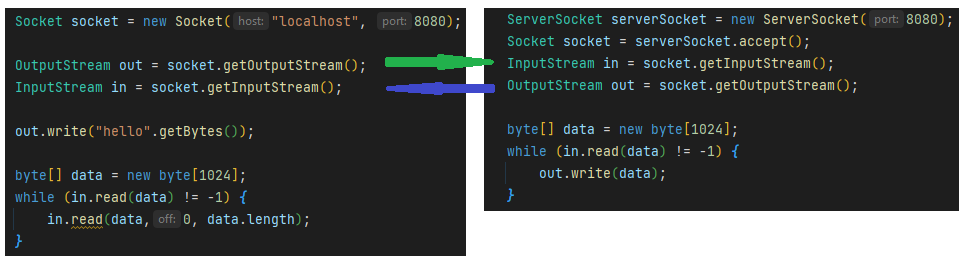 Socket socket = new Socket(host: "localhost", port: 8080);
OutputStream out = socket.getOutputStream();
InputStream in = socket.getInputStream();
out.write("hello".getBytes());
byte[] data = new byte[1024];
while (in.read(data) != -1) {
in.read(data, off: 0, data.length);
}
ServerSocket serverSocket = new ServerSocket(port: 8080);
Socket socket = serverSocket.accept();
InputStream in = socket.getInputStream();
OutputStream out = socket.getOutputStream();
byte[] data = new byte[1024];
while (in.read(data) != -1) {
out.write(data);
}